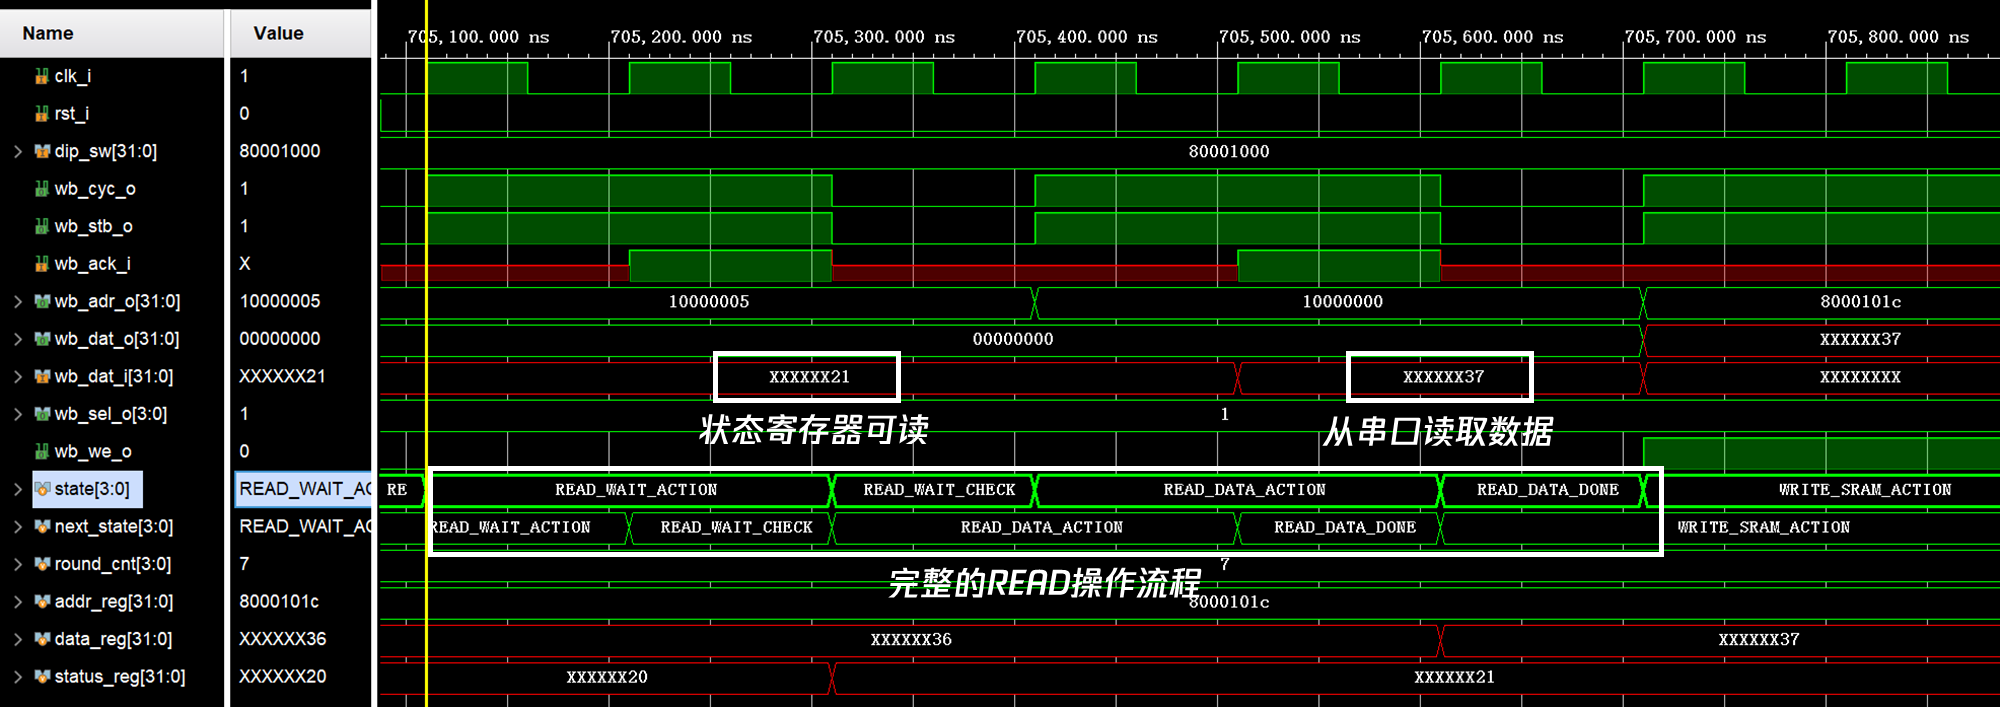 Name Value
705,100.000 ns 705,200.000 ns 705,300.000 ns 705,400.000 ns 705,500.000 ns 705,600.000 ns 705,700.000 ns 705,800.000 ns
clk_i 1
rst_i 0
dip_sw[31:0] 80001000 80001000
wb_cyc_o 1
wb_stb_o 1
wb_ack_i X
wb_adr_o[31:0] 10000005 10000005 10000000 8000101c
wb_dat_o[31:0] 00000000 00000000 XXXXXX37
wb_dat_i[31:0] XXXXXX21 XXXXXX21 XXXXXX37 XXXXXXXX
wb_sel_o[3:0] 1 1
状态寄存器可读 从串口读取数据
wb_we_o 0
state[3:0] READ_WAIT_AC RE READ_WAIT_ACTION READ_WAIT_CHECK READ_DATA_ACTION READ_DATA_DONE WRITE_SRAM_ACTION
next_state[3:0] READ_WAIT_AC READ_WAIT_ACTION READ_WAIT_CHECK READ_DATA_ACTION READ_DATA_DONE WRITE_SRAM_ACTION
round_cnt[3:0] 7 7
完整的READ操作流程
addr_reg[31:0] 8000101c 8000101c
data_reg[31:0] XXXXXX36 XXXXXX36 XXXXXX37
status_reg[31:0] XXXXXX20 XXXXXX20 XXXXXX21